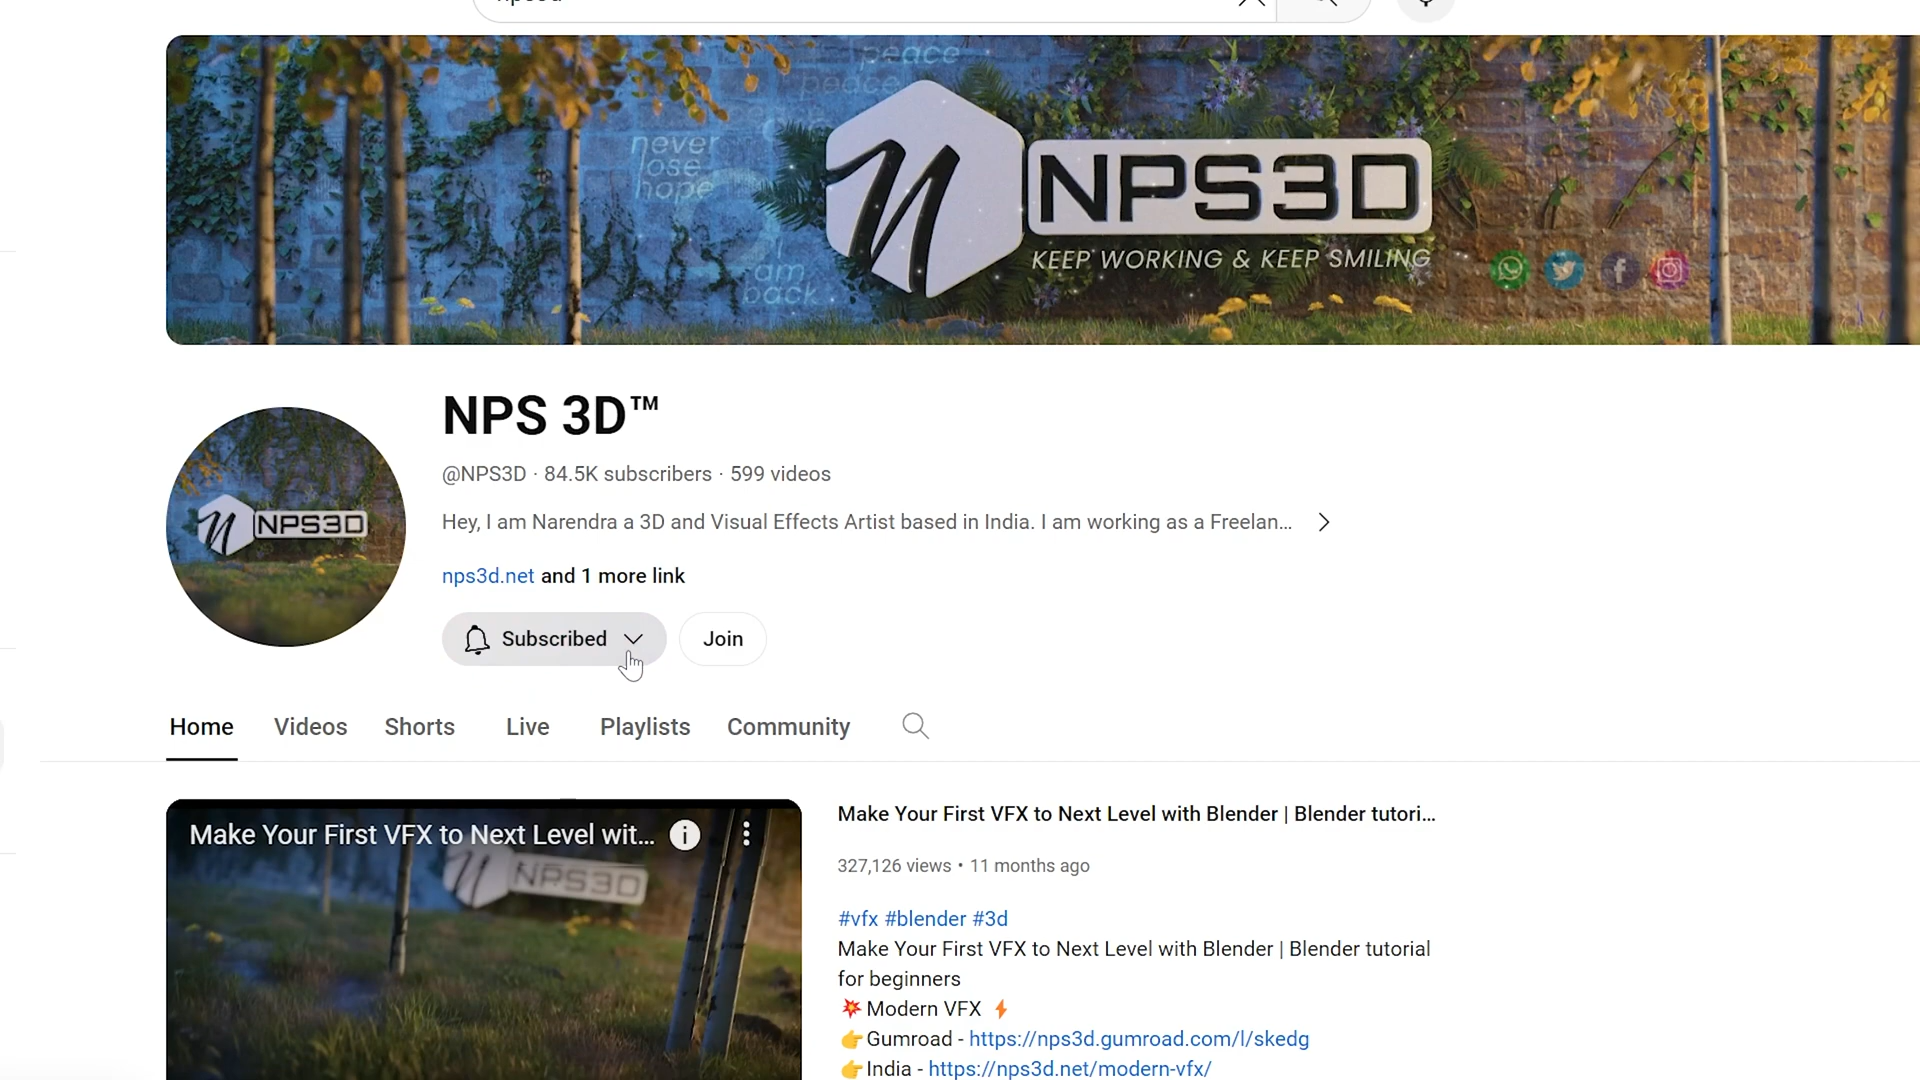 peace
peace
never
lose
hope
I
am
back
NPS3D
KEEP WORKING & KEEP SMILING
NPS 3D™
@NPS3D · 84.5K subscribers · 599 videos
Hey, I am Narendra a 3D and Visual Effects Artist based in India. I am working as a Freelan...
NPS3D
nps3d.net and 1 more link
Subscribed
Join
Home
Videos
Shorts
Live
Playlists
Community
Make Your First VFX to Next Level wit...
NPS3D
Make Your First VFX to Next Level with Blender | Blender tutori...
327,126 views • 11 months ago
#vfx #blender #3d
Make Your First VFX to Next Level with Blender | Blender tutorial
for beginners
💥 Modern VFX ⚡
👉Gumroad - https://nps3d.gumroad.com/l/skedg
👉India - https://nps3d.net/modern-vfx/